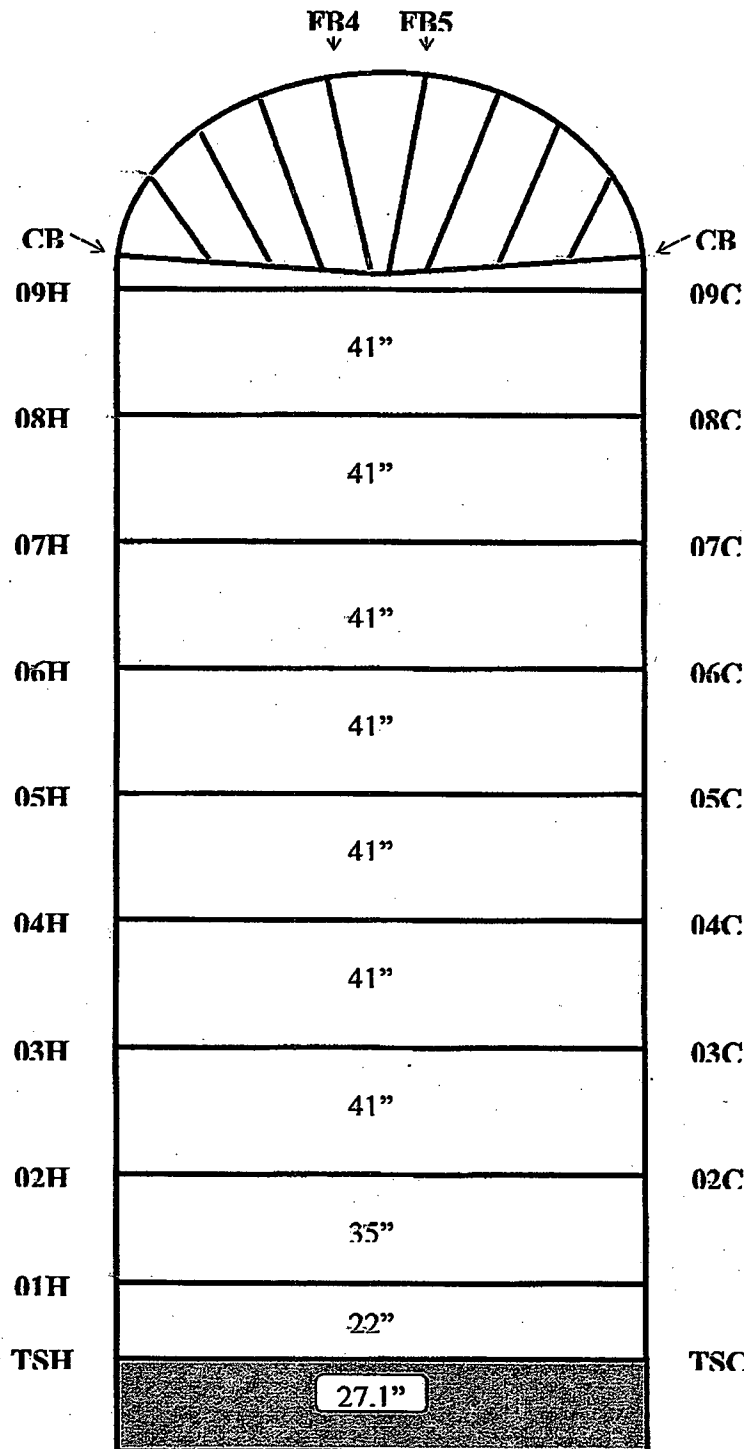 FB4 FB5
CB CB
09H 09C
41”
08H 08C
41”
07H 07C
41”
06H 06C
41”
05H 05C
41”
04H 04C
41”
03H 03C
41”
02H 02C
35”
01H
22”
TSH TSC
27.1”